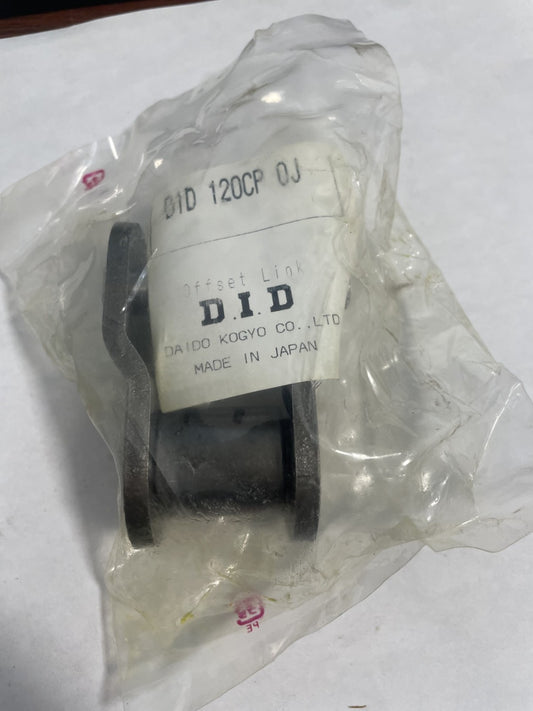 DID 120CP OJ
Offset Link
D.I.D
DAIDO KOGYO CO.,LTD
MADE IN JAPAN